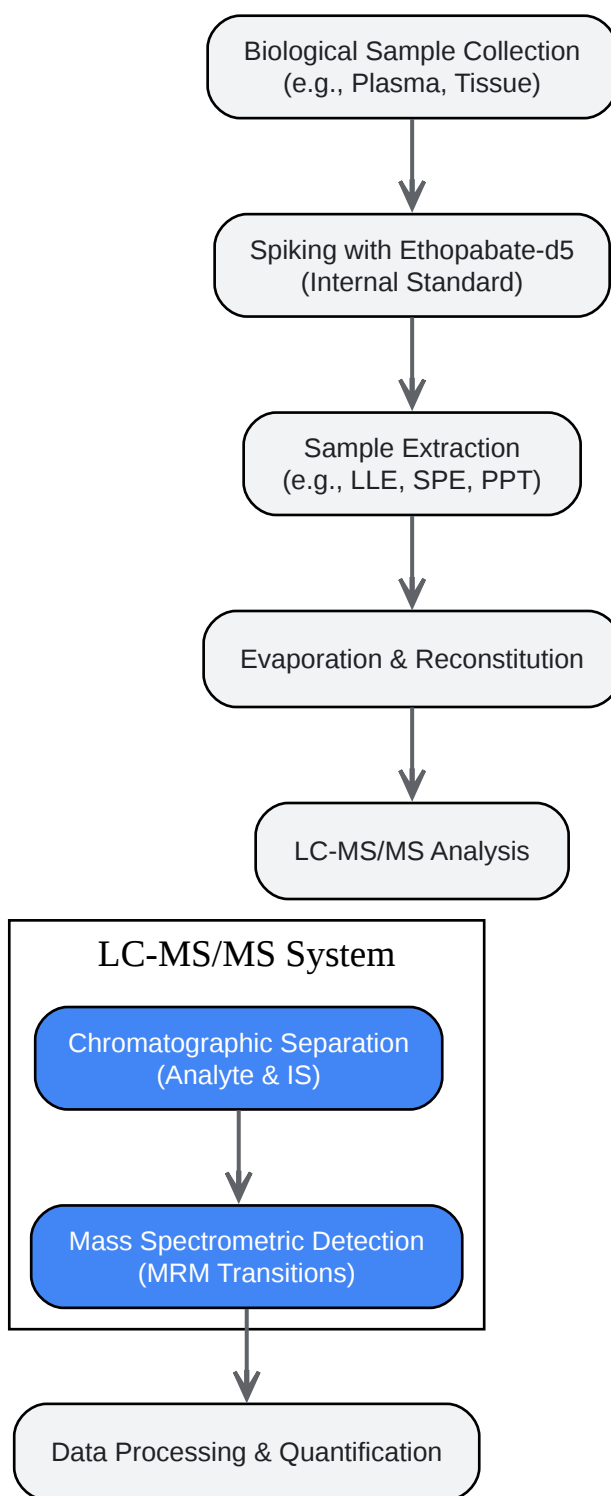 Biological Sample Collection
(e.g., Plasma, Tissue)
Spiking with Ethopabate-d5
(Internal Standard)
Sample Extraction
(e.g., LLE, SPE, PPT)
Evaporation & Reconstitution
LC-MS/MS Analysis
LC-MS/MS System
Chromatographic Separation
(Analyte & IS)
Mass Spectrometric Detection
(MRM Transitions)
Data Processing & Quantification